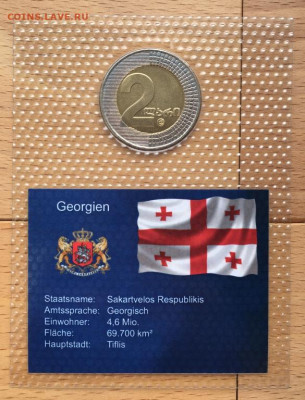 COINS.LAVE.RU
2
ლარი
Georgien
Staatsname: Sakartvelos Respublikis
Amtssprache: Georgisch
Einwohner: 4,6 Mio.
Fläche: 69.700 km²
Hauptstadt: Tiflis